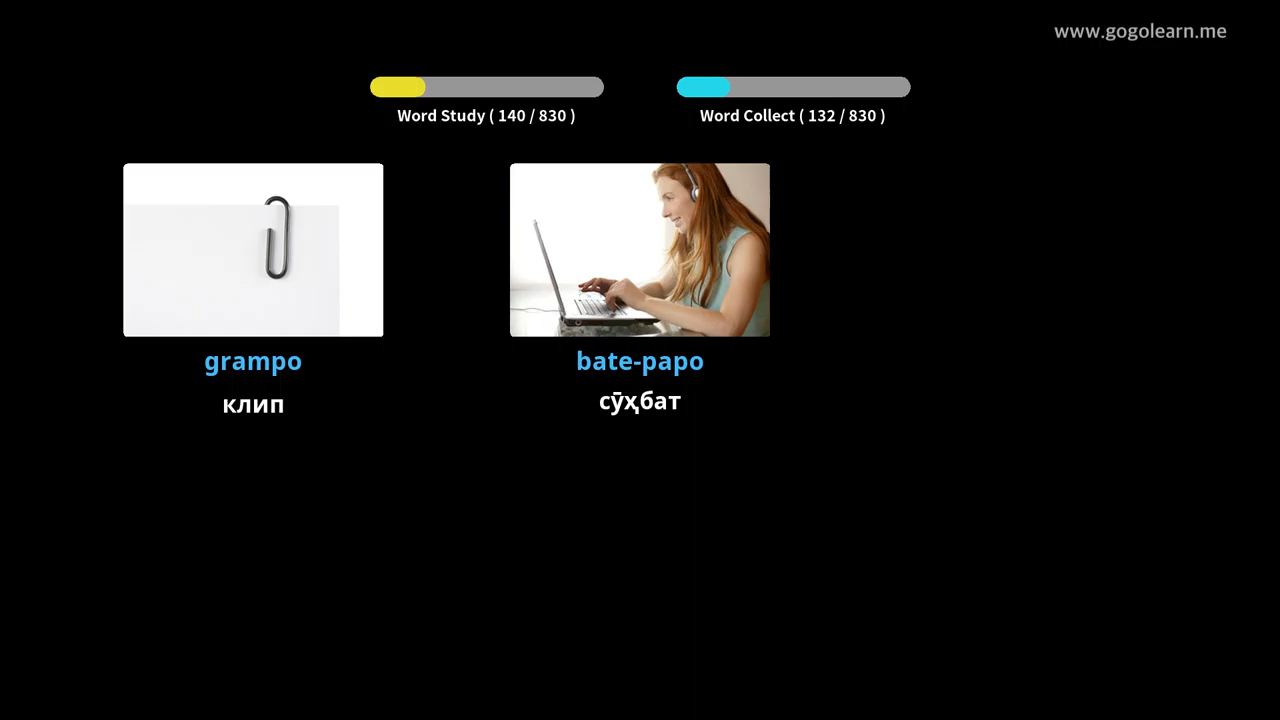 www.gogolearn.me
Word Study ( 140 / 830 )
Word Collect ( 132 / 830 )
grampo
клип
bate-papo
сӯҳбат